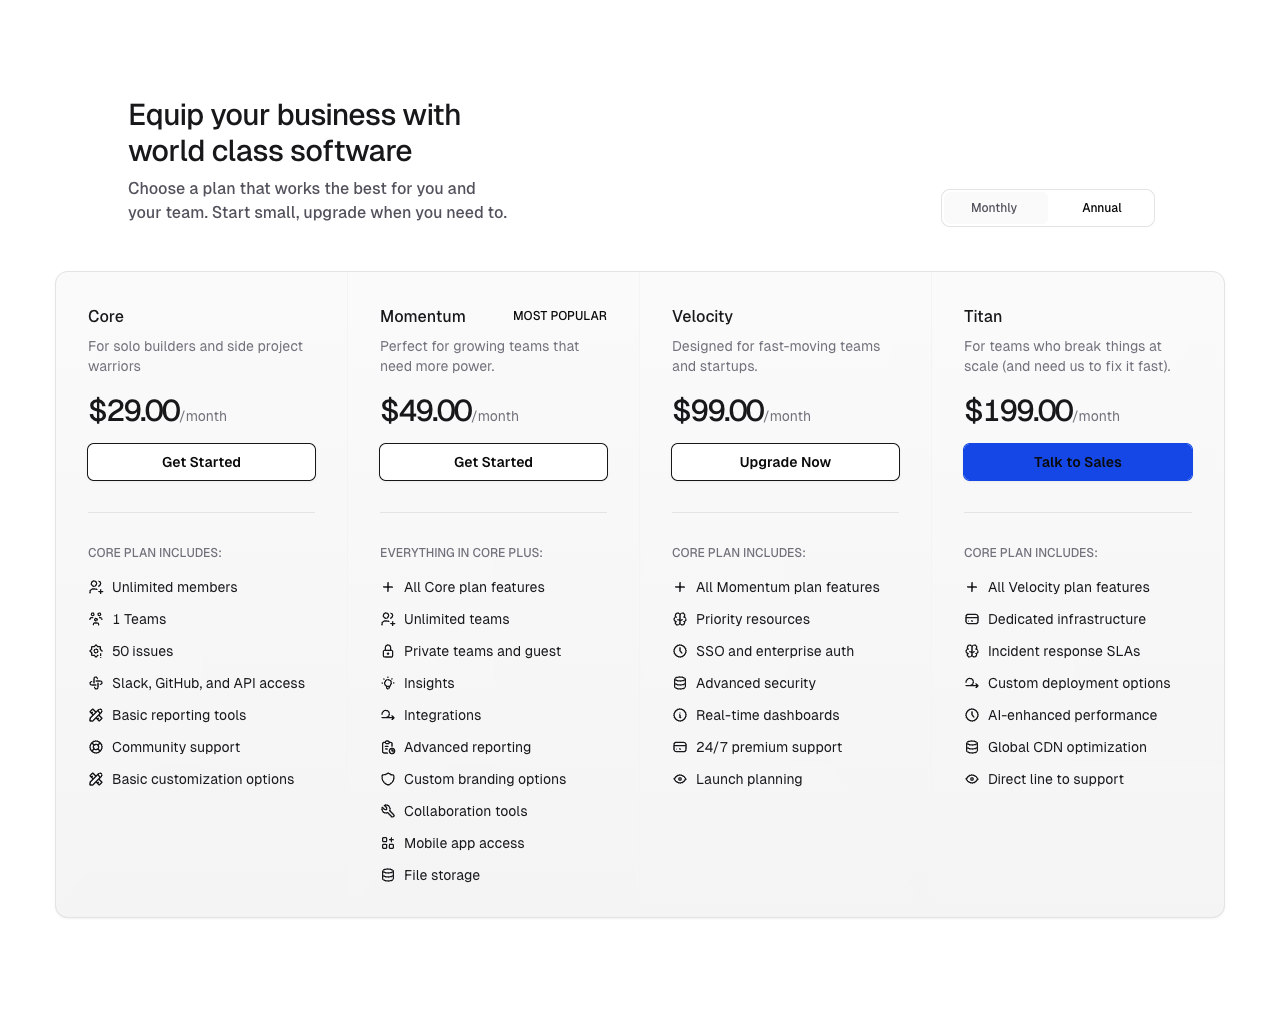 Equip your business with
world class software
Choose a plan that works the best for you and
your team. Start small, upgrade when you need to.
Monthly
Annual
Core
For solo builders and side project
warriors
$29.00/month
Get Started
CORE PLAN INCLUDES:
Unlimited members
1 Teams
50 issues
Slack, GitHub, and API access
Basic reporting tools
Community support
Basic customization options
Momentum
MOST POPULAR
Perfect for growing teams that
need more power.
$49.00/month
Get Started
EVERYTHING IN CORE PLUS:
All Core plan features
Unlimited teams
Private teams and guest
Insights
Integrations
Advanced reporting
Custom branding options
Collaboration tools
Mobile app access
File storage
Velocity
Designed for fast-moving teams
and startups.
$99.00/month
Upgrade Now
CORE PLAN INCLUDES:
All Momentum plan features
Priority resources
SSO and enterprise auth
Advanced security
Real-time dashboards
24/7 premium support
Launch planning
Titan
For teams who break things at
scale (and need us to fix it fast).
$199.00/month
Talk to Sales
CORE PLAN INCLUDES:
All Velocity plan features
Dedicated infrastructure
Incident response SLAs
Custom deployment options
AI-enhanced performance
Global CDN optimization
Direct line to support